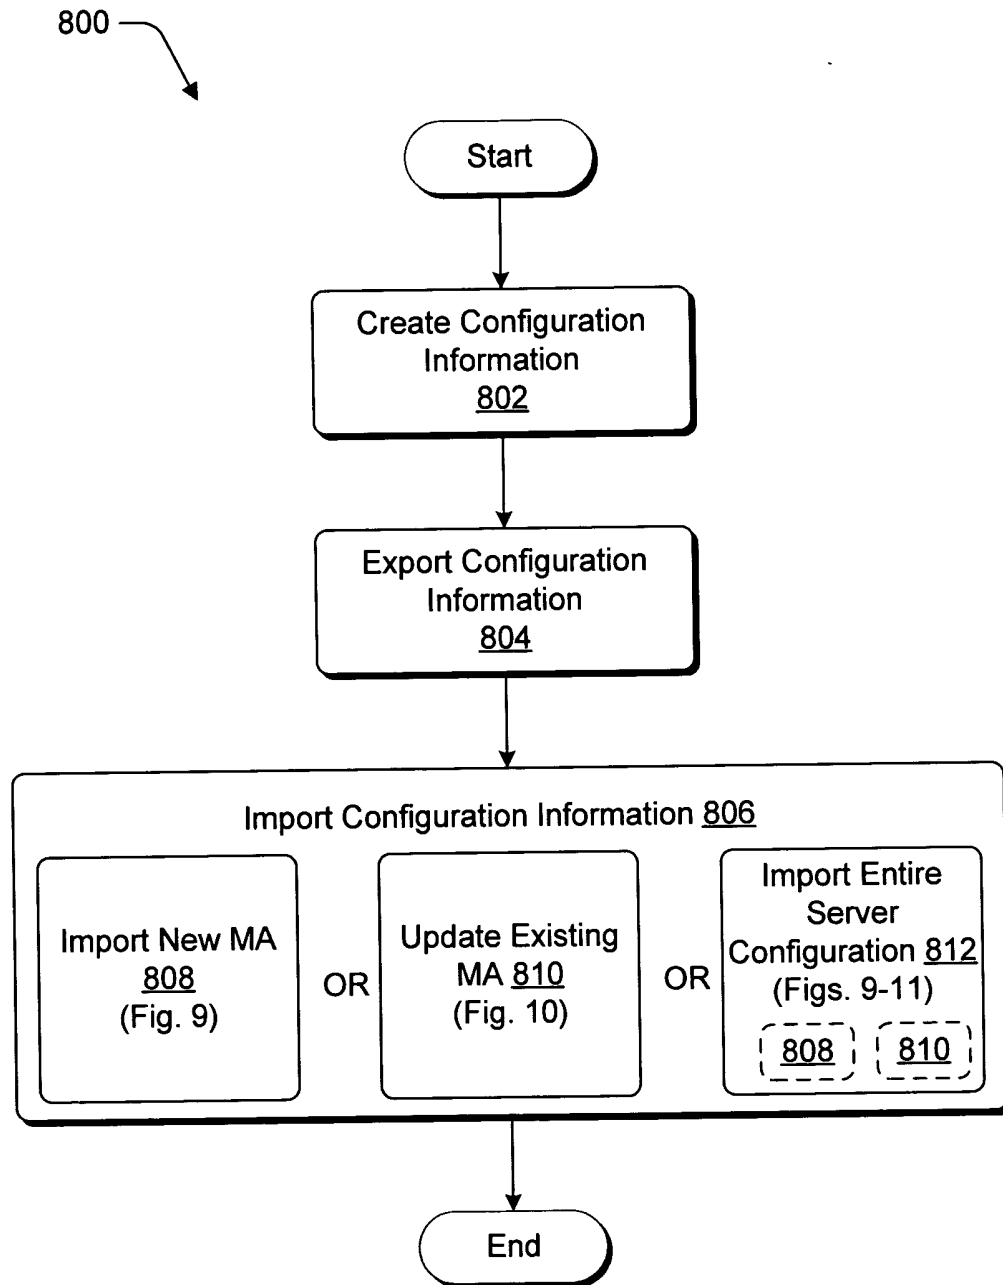 800
Start
Create Configuration
Information
802
Export Configuration
Information
804
Import Configuration Information 806
Import New MA
808
(Fig. 9)
OR
Update Existing
MA 810
(Fig. 10)
OR
Import Entire
Server
Configuration 812
(Figs. 9-11)
808
810
End